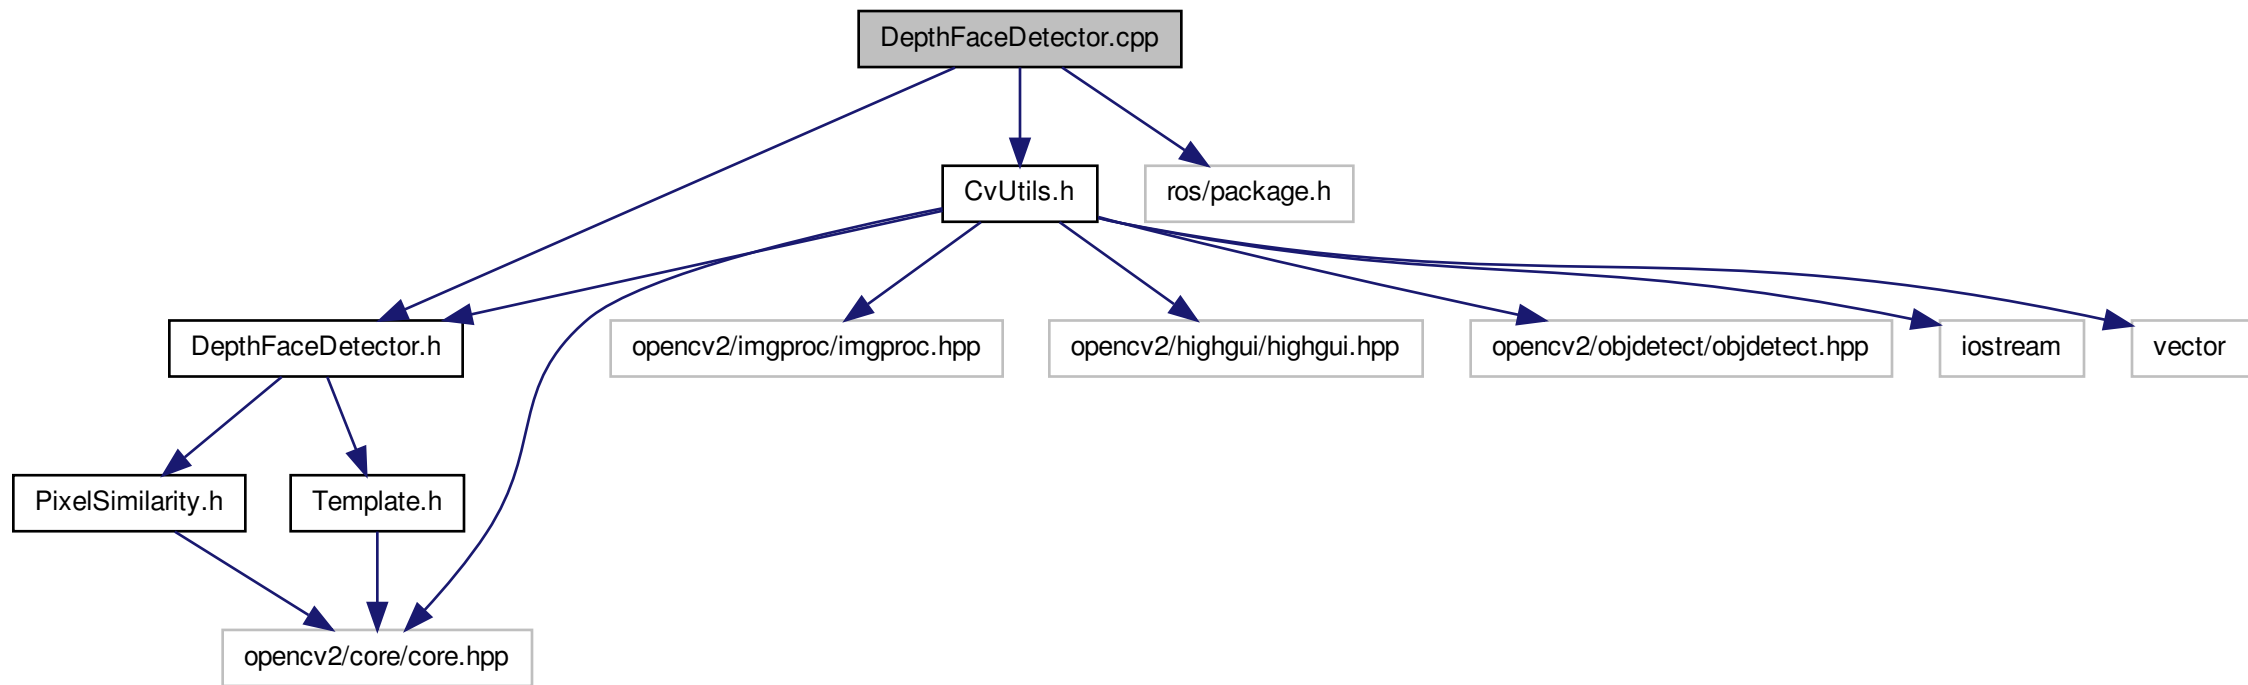 DepthFaceDetector.cpp
CvUtils.h
ros/package.h
DepthFaceDetector.h
opencv2/imgproc/imgproc.hpp
opencv2/highgui/highgui.hpp
opencv2/objdetect/objdetect.hpp
iostream
vector
PixelSimilarity.h
Template.h
opencv2/core/core.hpp